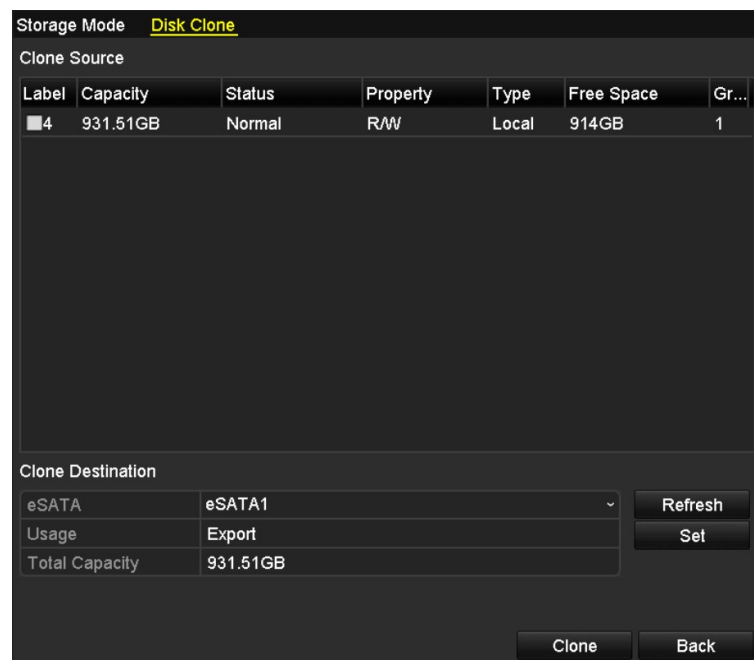 Storage Mode Disk Clone
Clone Source
Label Capacity Status Property Type Free Space Gr...
4 931.51GB Normal R/W Local 914GB 1
Clone Destination
eSATA eSATA1 Refresh
Usage Export Set
Total Capacity 931.51GB
Clone Back